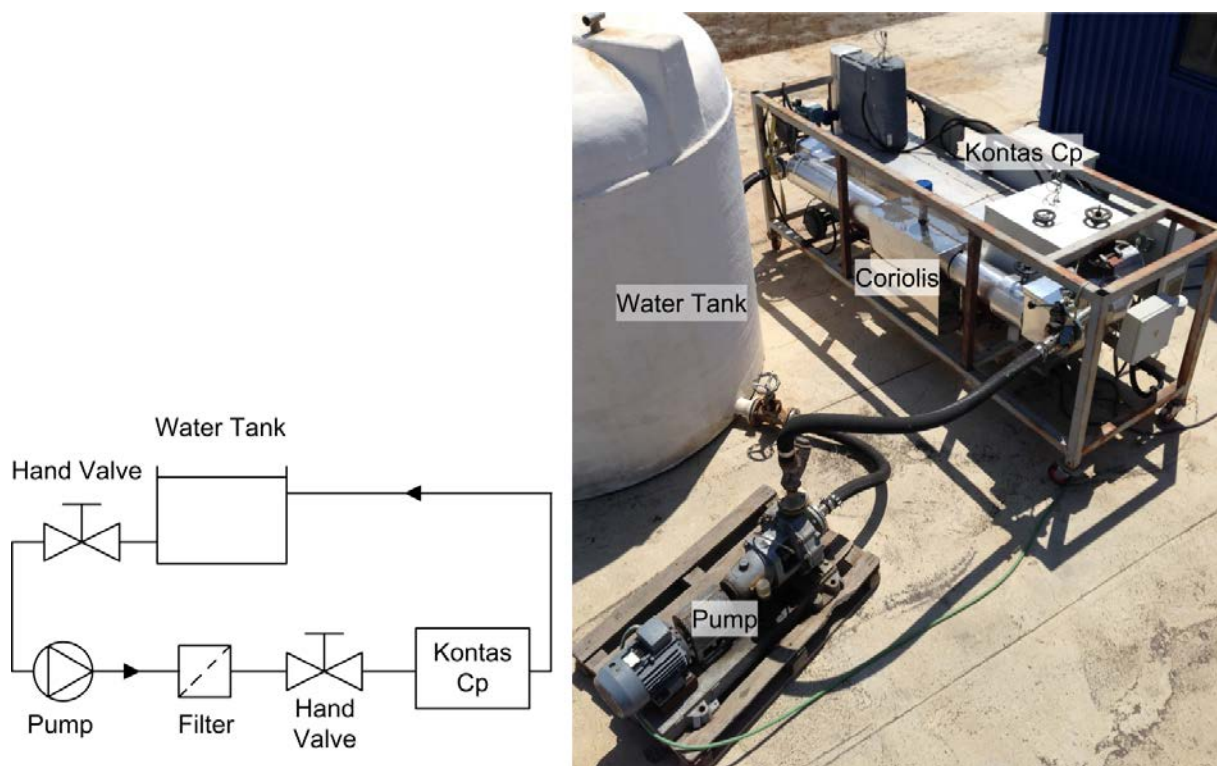 Water Tank
Hand Valve
Kontas
Cp
Pump
Filter
Hand
Valve
Kontas Cp
Coriolis
Water Tank
Pump